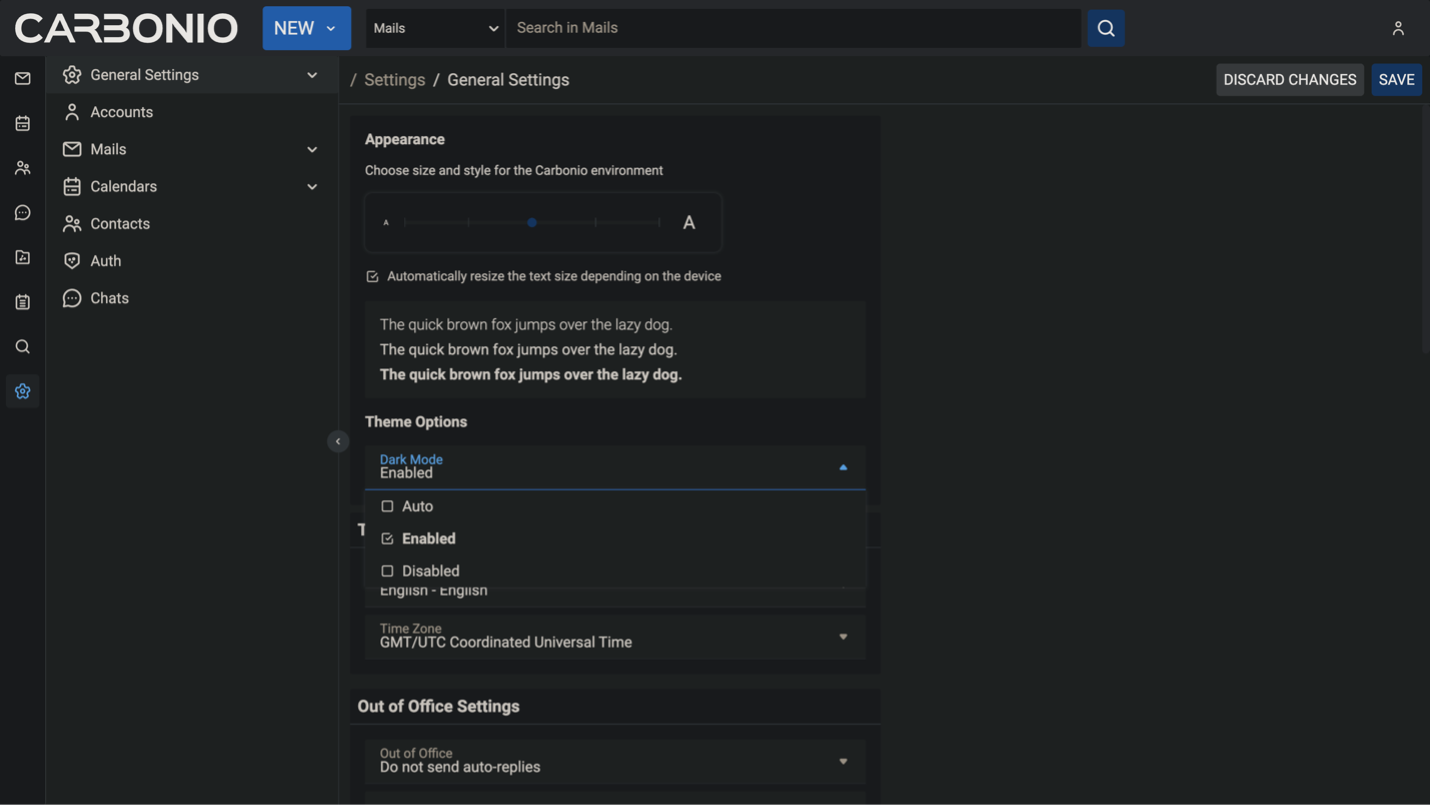 CARBONIO
NEW
Mails
Search in Mails
General Settings
Accounts
Mails
Calendars
Contacts
Auth
Chats
/ Settings / General Settings
DISCARD CHANGES
SAVE
Appearance
Choose size and style for the Carbonio environment
A
A
Automatically resize the text size depending on the device
The quick brown fox jumps over the lazy dog.
The quick brown fox jumps over the lazy dog.
The quick brown fox jumps over the lazy dog.
Theme Options
Dark Mode
Enabled
Auto
Enabled
Disabled
English - English
Time Zone
GMT/UTC Coordinated Universal Time
Out of Office Settings
Out of Office
Do not send auto-replies